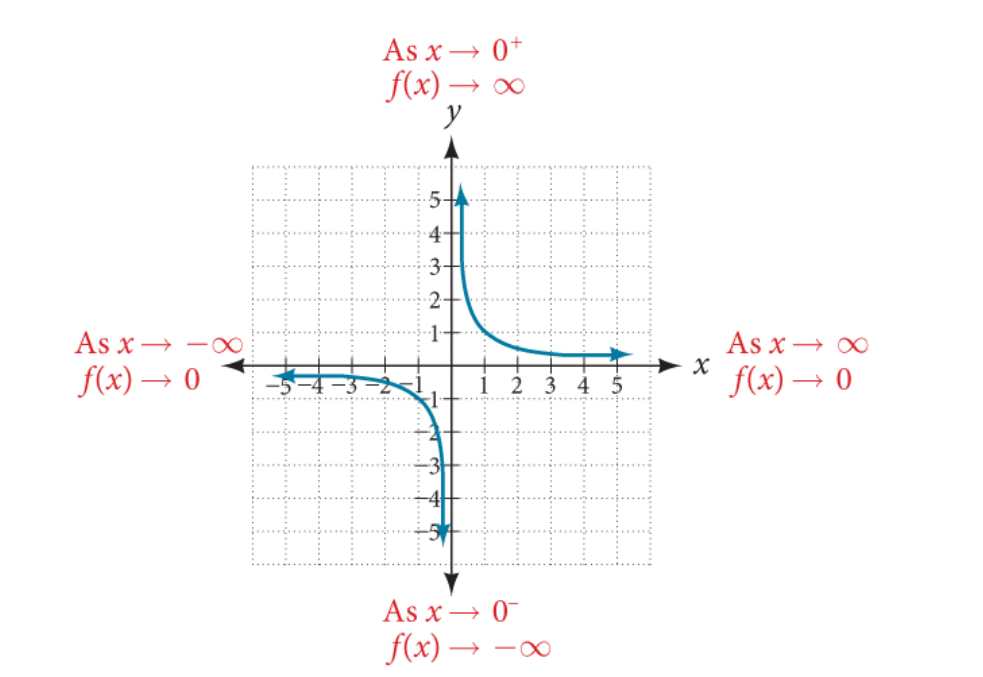 As x → 0⁺
f(x) → ∞
y
5
4
3
2
1
As x → −∞
f(x) → 0
x
As x → ∞
f(x) → 0
−5 −4 −3 −2 −1 1 2 3 4 5
−1
−2
−3
−4
−5
As x → 0⁻
f(x) → −∞